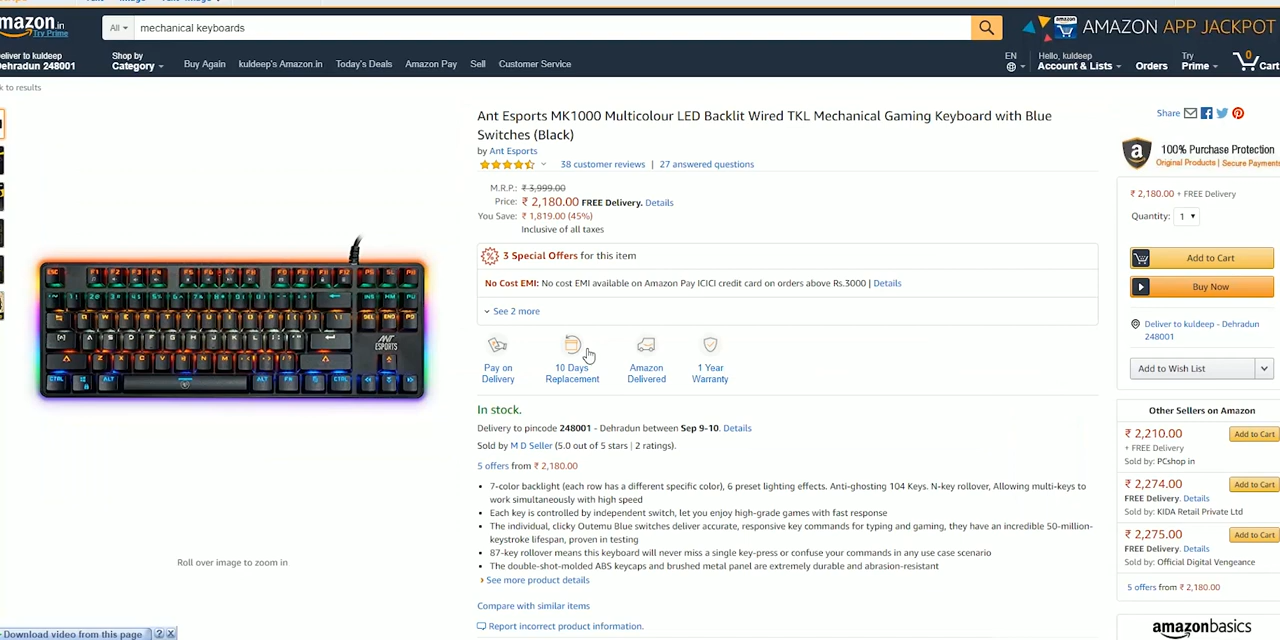 amazon.in
Try Prime
All
mechanical keyboards
amazon
AMAZON APP JACKPOT
Deliver to kuldeep
Dehradun 248001
Shop by
Category
Buy Again
kuldeep's Amazon.in
Today's Deals
Amazon Pay
Sell
Customer Service
EN
Hello, kuldeep
Account & Lists
Orders
Try
Prime
0
Cart
k to results
Ant Esports MK1000 Multicolour LED Backlit Wired TKL Mechanical Gaming Keyboard with Blue
Switches (Black)
by Ant Esports
38 customer reviews | 27 answered questions
M.R.P.: ₹ 3,999.00
Price: ₹ 2,180.00 FREE Delivery. Details
You Save: ₹ 1,819.00 (45%)
Inclusive of all taxes
3 Special Offers for this item
No Cost EMI: No cost EMI available on Amazon Pay ICICI credit card on orders above Rs.3000 | Details
See 2 more
Pay on
Delivery
10 Days
Replacement
Amazon
Delivered
1 Year
Warranty
In stock.
Delivery to pincode 248001 - Dehradun between Sep 9-10. Details
Sold by M D Seller (5.0 out of 5 stars | 2 ratings).
5 offers from ₹ 2,180.00
• 7-color backlight (each row has a different specific color), 6 preset lighting effects. Anti-ghosting 104 Keys. N-key rollover, Allowing multi-keys to
work simultaneously with high speed
• Each key is controlled by independent switch, let you enjoy high-grade games with fast response
• The individual, clicky Outemu Blue switches deliver accurate, responsive key commands for typing and gaming, they have an incredible 50-million-
keystroke lifespan, proven in testing
• 87-key rollover means this keyboard will never miss a single key-press or confuse your commands in any use case scenario
• The double-shot-molded ABS keycaps and brushed metal panel are extremely durable and abrasion-resistant
› See more product details
Compare with similar items
Report incorrect product information.
ANT
ESPORTS
Roll over image to zoom in
Share
100% Purchase Protection
Original Products | Secure Payments
₹ 2,180.00 + FREE Delivery
Quantity: 1
Add to Cart
Buy Now
Deliver to kuldeep - Dehradun
248001
Add to Wish List
Other Sellers on Amazon
₹ 2,210.00
Add to Cart
+ FREE Delivery
Sold by: PCshop in
₹ 2,274.00
Add to Cart
FREE Delivery. Details
Sold by: KIDA Retail Private Ltd
₹ 2,275.00
Add to Cart
FREE Delivery. Details
Sold by: Official Digital Vengeance
5 offers from ₹ 2,180.00
amazonbasics
Download video from this page ? X